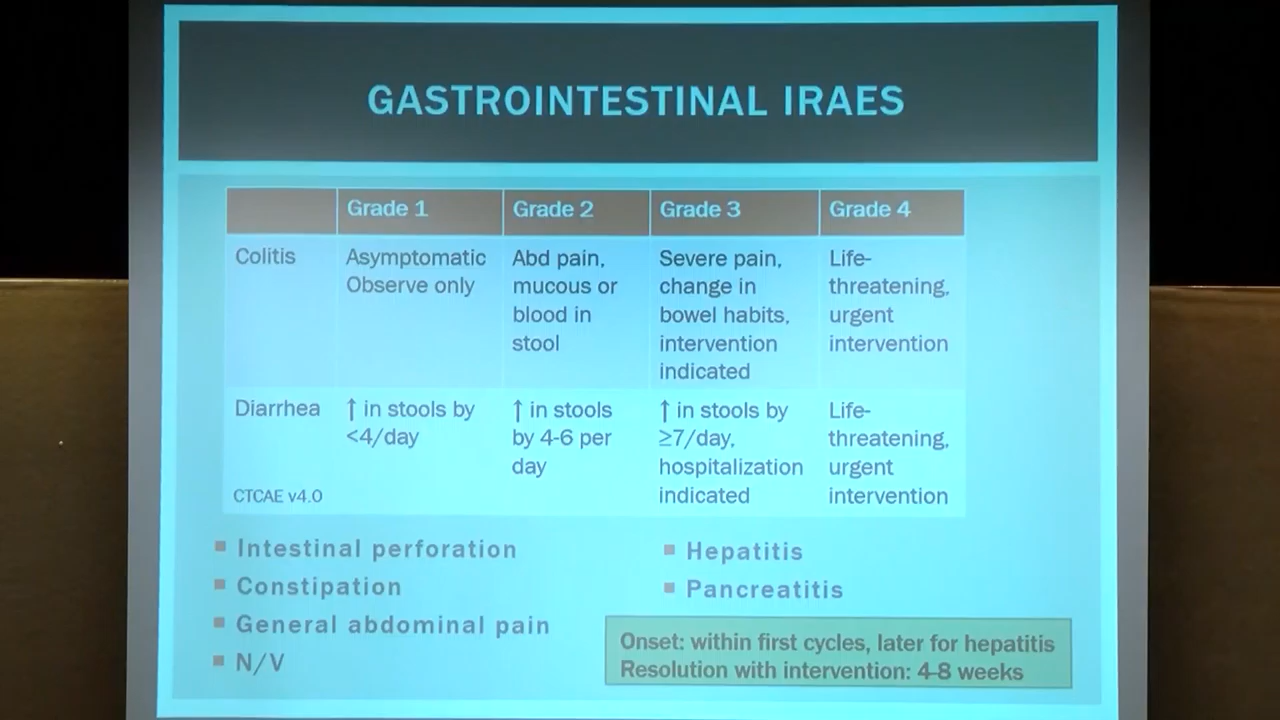 GASTROINTESTINAL IRAES
Grade 1
Grade 2
Grade 3
Grade 4
Colitis
Asymptomatic
Observe only
Abd pain,
mucous or
blood in
stool
Severe pain,
change in
bowel habits,
intervention
indicated
Life-
threatening,
urgent
intervention
Diarrhea
CTCAE v4.0
↑ in stools by
<4/day
↑ in stools
by 4-6 per
day
↑ in stools by
≥7/day,
hospitalization
indicated
Life-
threatening,
urgent
intervention
Intestinal perforation
Constipation
General abdominal pain
N/V
Hepatitis
Pancreatitis
Onset: within first cycles, later for hepatitis
Resolution with intervention: 4-8 weeks